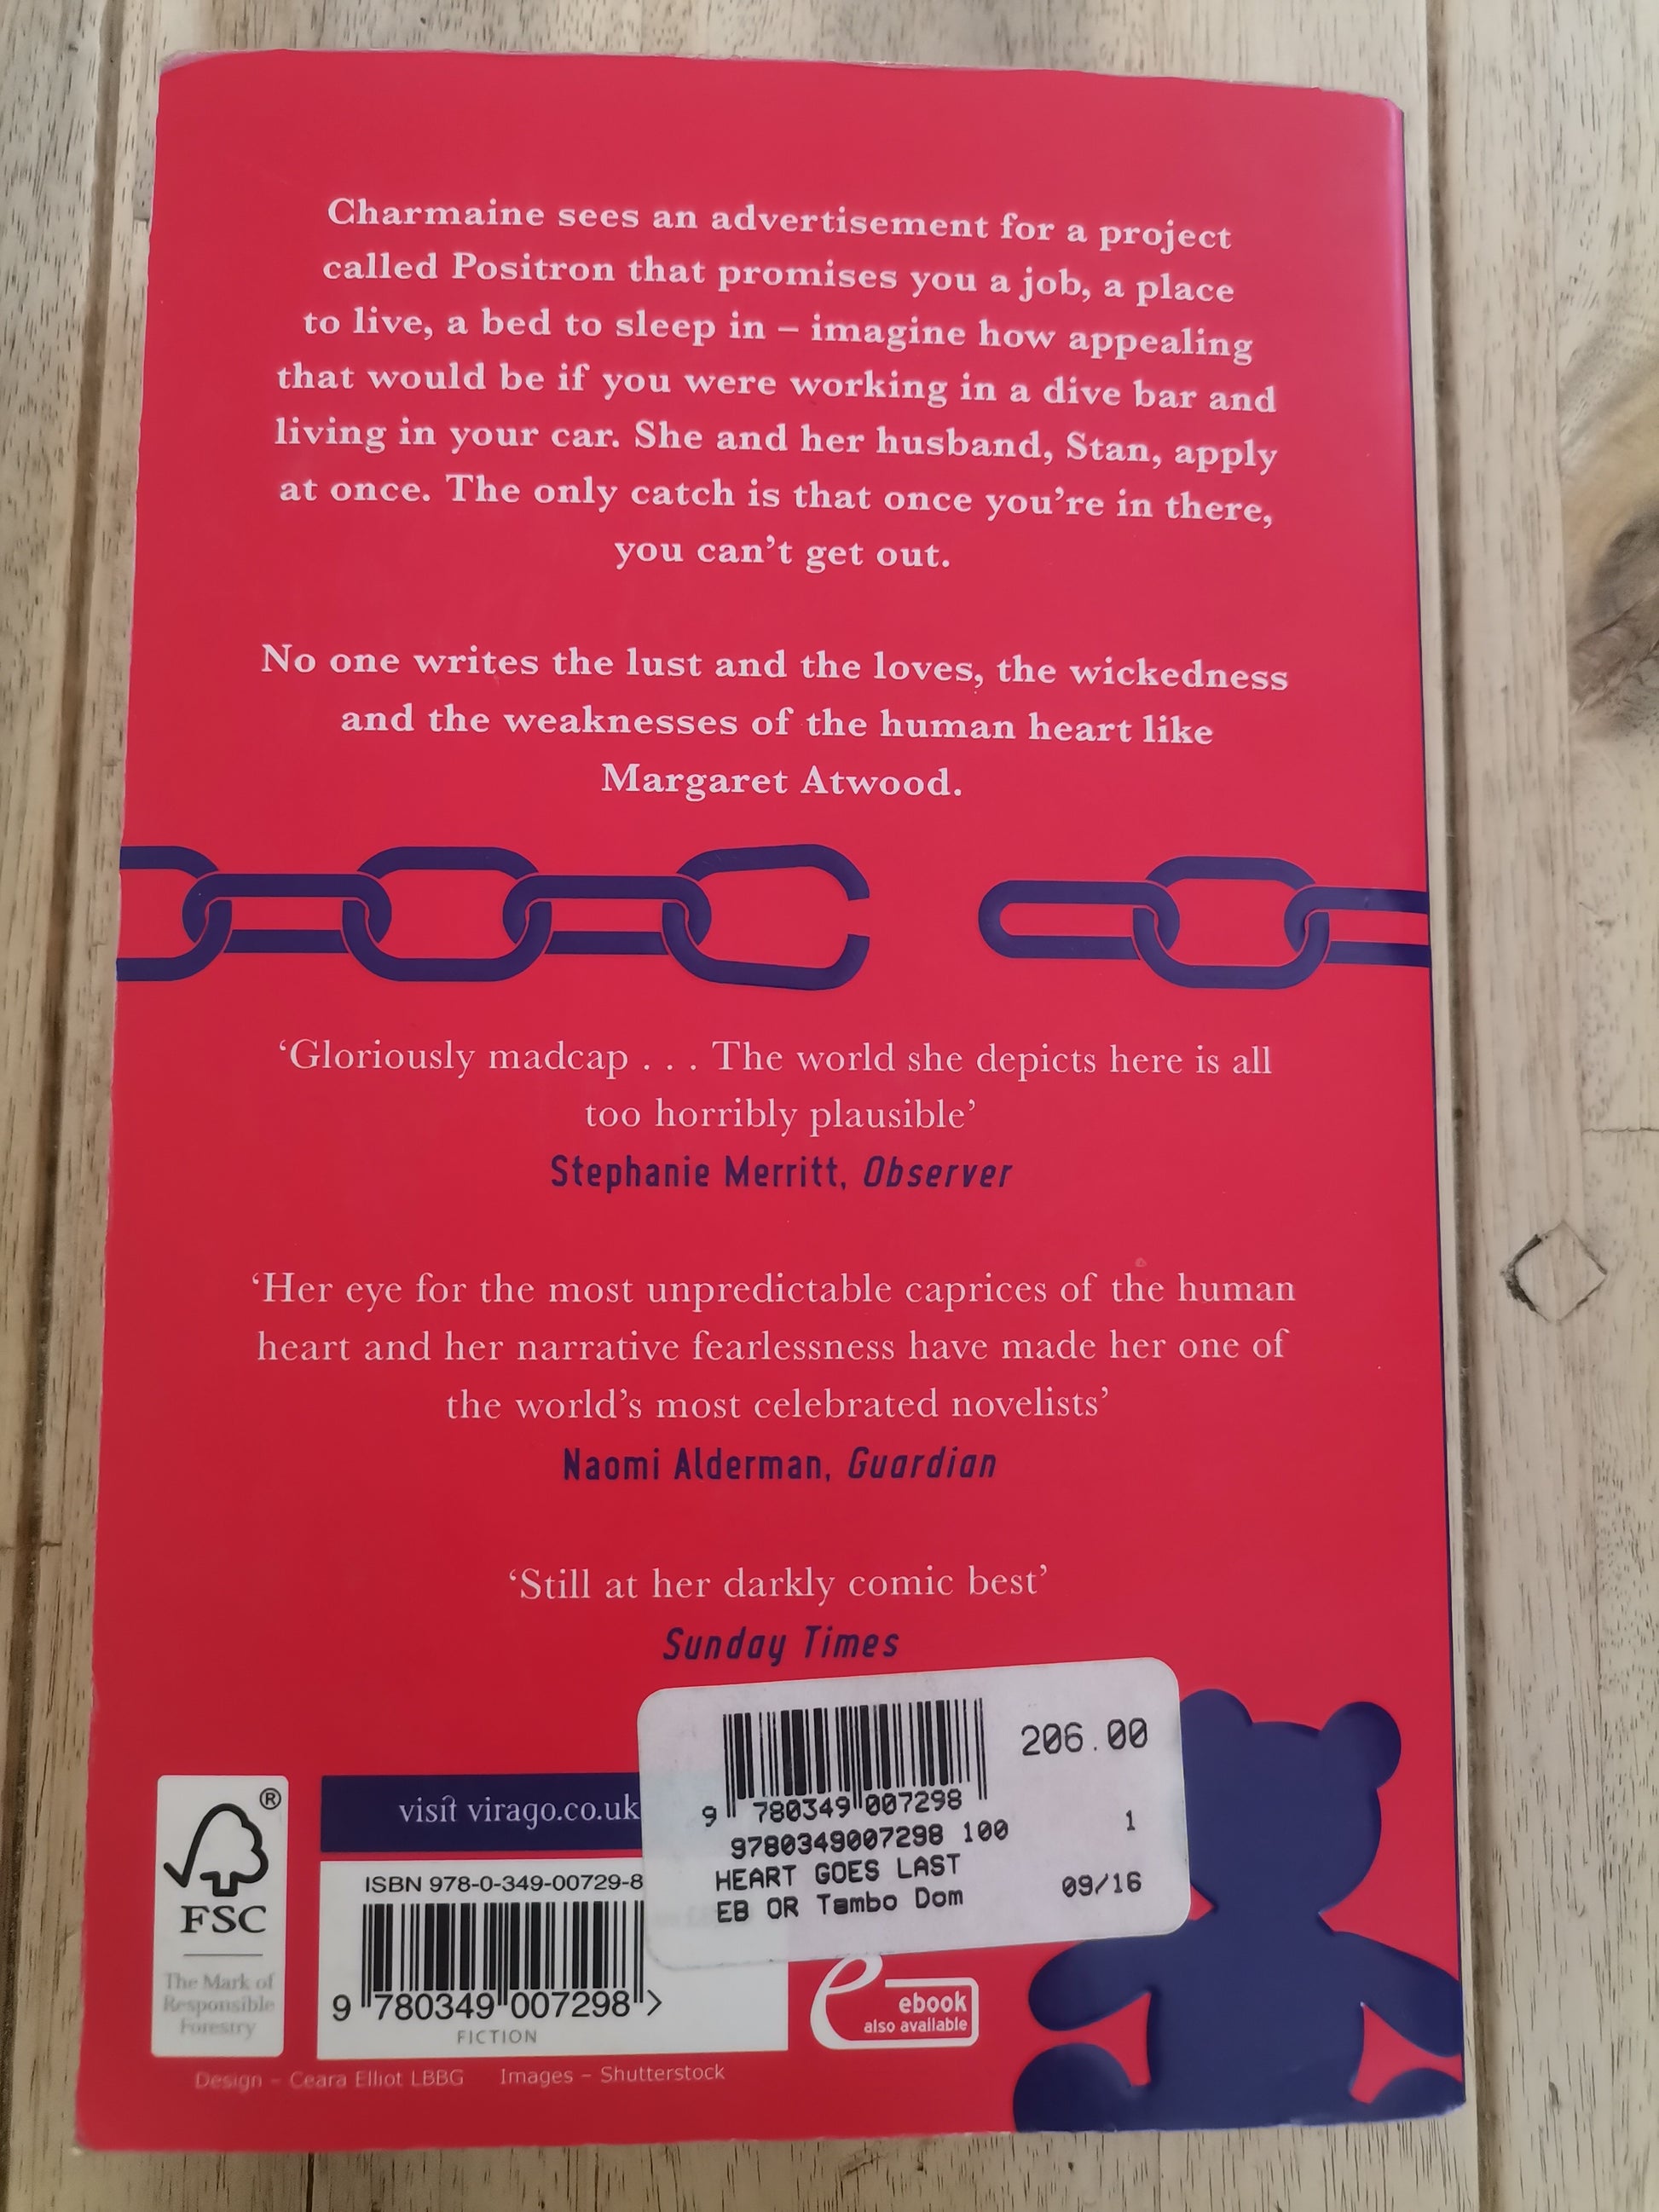 Charmaine sees an advertisement for a project
called Positron that promises you a job, a place
to live, a bed to sleep in – imagine how appealing
that would be if you were working in a dive bar and
living in your car. She and her husband, Stan, apply
at once. The only catch is that once you're in there,
you can't get out.
No one writes the lust and the loves, the wickedness
and the weaknesses of the human heart like
Margaret Atwood.
‘Gloriously madcap . . . The world she depicts here is all
too horribly plausible’
Stephanie Merritt, Observer
‘Her eye for the most unpredictable caprices of the human
heart and her narrative fearlessness have made her one of
the world’s most celebrated novelists’
Naomi Alderman, Guardian
‘Still at her darkly comic best’
Sunday Times
206.00
9 780349 007298
9780349007298 100 1
HEART GOES LAST
EB OR Tambo Dom 09/16
®
FSC
The Mark of
Responsible
Forestry
visit virago.co.uk
ISBN 978-0-349-00729-8
9 780349 007298 >
FICTION
e
ebook
also available
Design – Ceara Elliot LBBG Images – Shutterstock